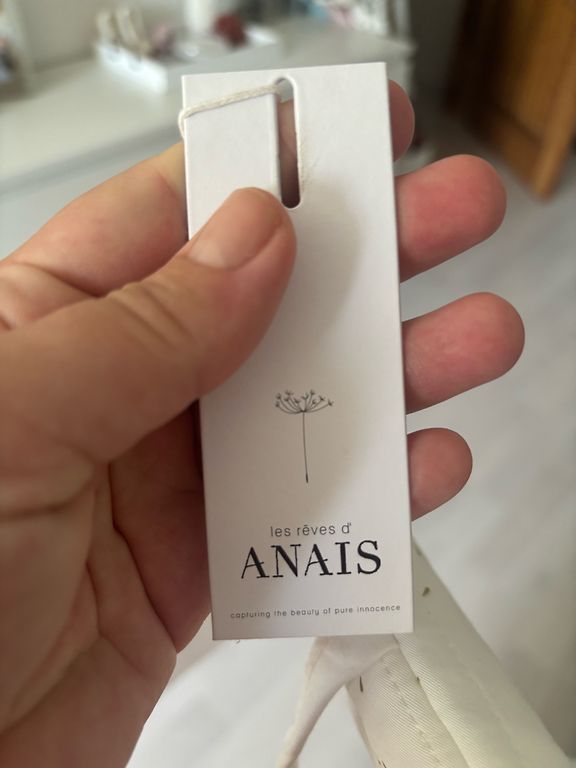 les rêves d'
ANAIS
capturing the beauty of pure innocence